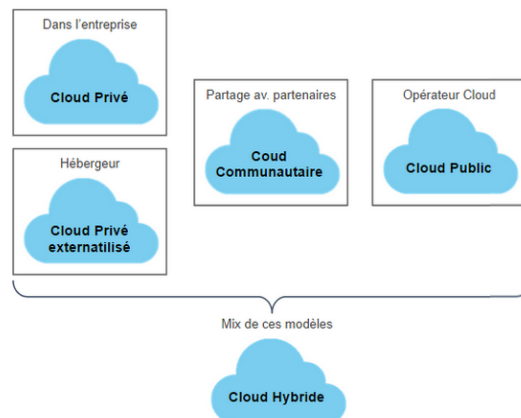 Dans l'entreprise
Cloud Privé
Hébergeur
Cloud Privé
externatilisé
Partage av. partenaires
Coud
Communautaire
Opérateur Cloud
Cloud Public
Mix de ces modèles
Cloud Hybride